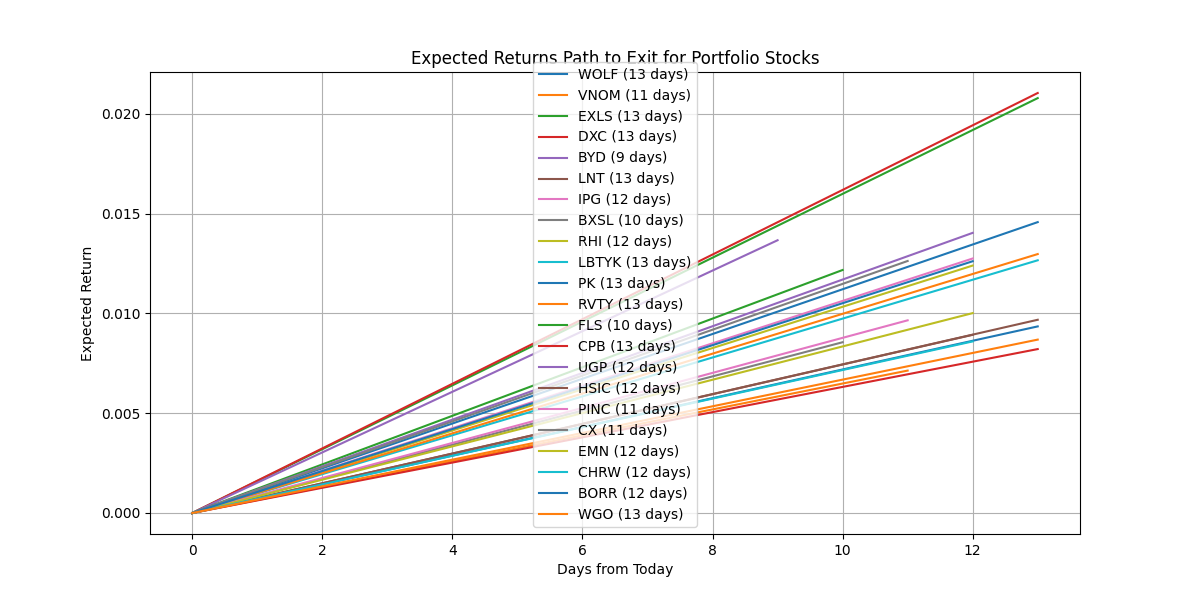 Expected Returns Path to Exit for Portfolio Stocks
WOLF (13 days)
VNOM (11 days)
EXLS (13 days)
DXC (13 days)
BYD (9 days)
LNT (13 days)
IPG (12 days)
BXSL (10 days)
RHI (12 days)
LBTYK (13 days)
PK (13 days)
RVTY (13 days)
FLS (10 days)
CPB (13 days)
UGP (12 days)
HSIC (12 days)
PINC (11 days)
CX (11 days)
EMN (12 days)
CHRW (12 days)
BORR (12 days)
WGO (13 days)
0.020
0.015
0.010
0.005
0.000
Expected Return
0 2 4 6 8 10 12
Days from Today